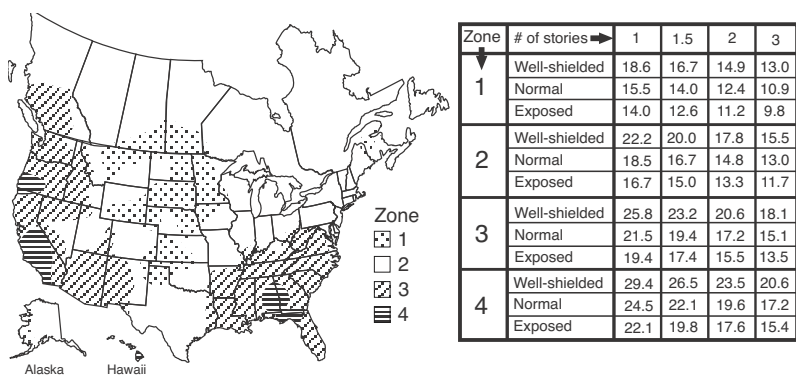 Zone
1
2
3
4
Alaska Hawaii
Zone # of stories 1 1.5 2 3
1
Well-shielded 18.6 16.7 14.9 13.0
Normal 15.5 14.0 12.4 10.9
Exposed 14.0 12.6 11.2 9.8
2
Well-shielded 22.2 20.0 17.8 15.5
Normal 18.5 16.7 14.8 13.0
Exposed 16.7 15.0 13.3 11.7
3
Well-shielded 25.8 23.2 20.6 18.1
Normal 21.5 19.4 17.2 15.1
Exposed 19.4 17.4 15.5 13.5
4
Well-shielded 29.4 26.5 23.5 20.6
Normal 24.5 22.1 19.6 17.2
Exposed 22.1 19.8 17.6 15.4